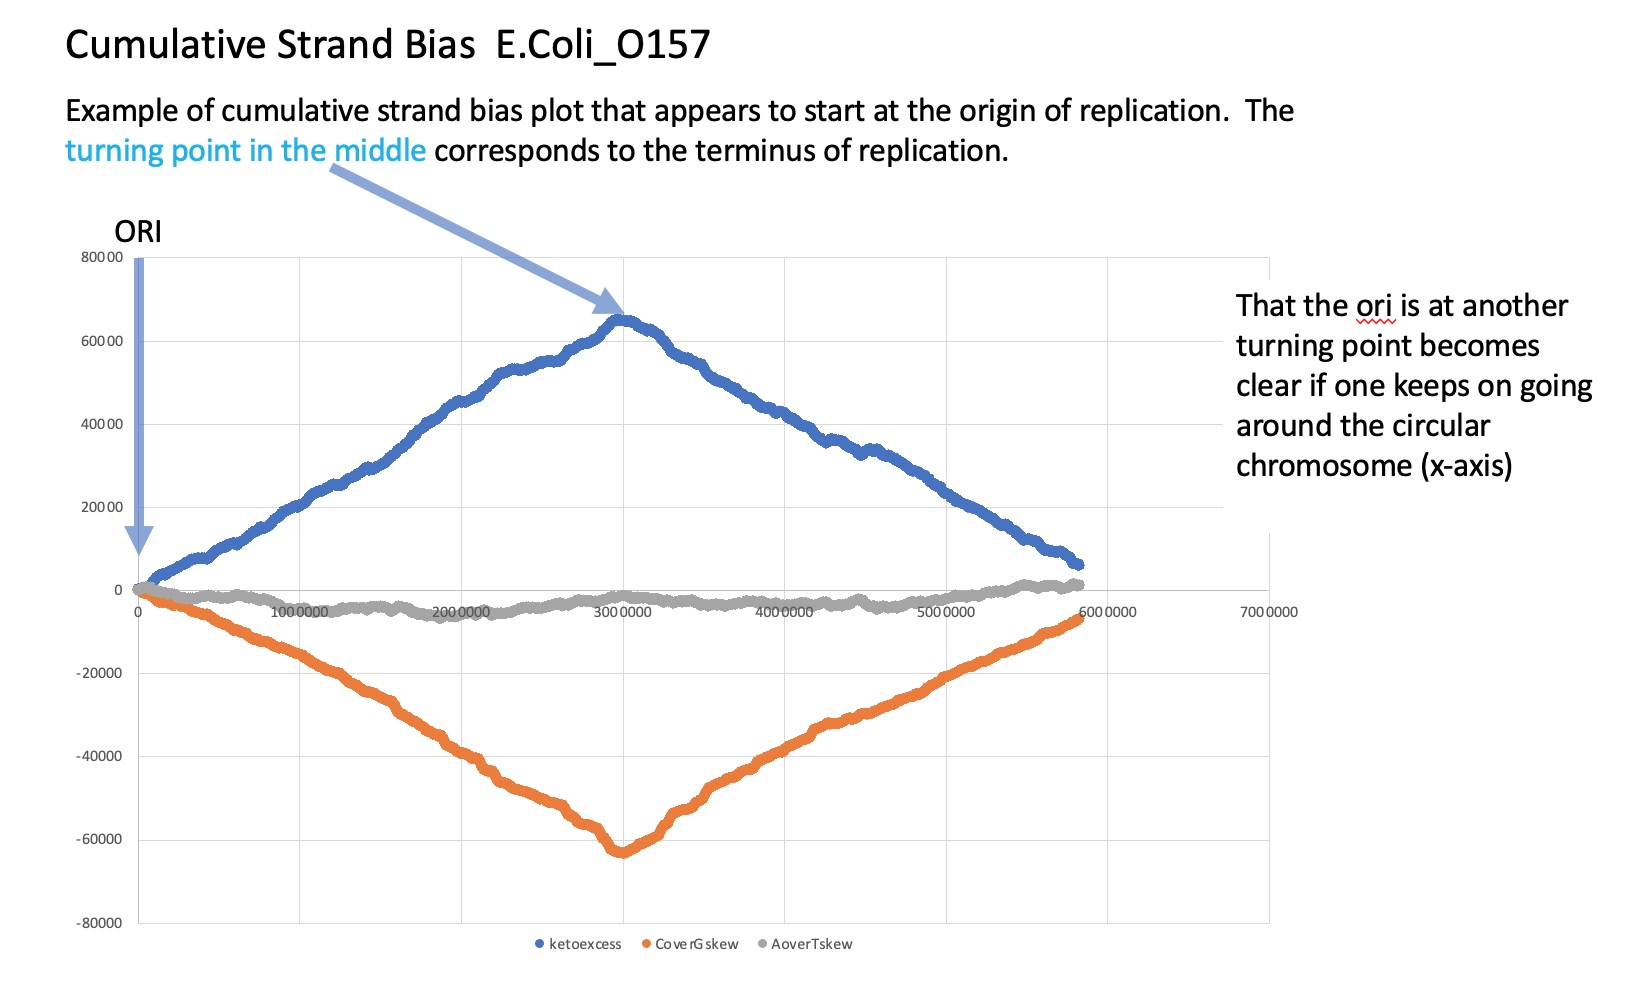 Cumulative Strand Bias  E.Coli_O157
Example of cumulative strand bias plot that appears to start at the origin of replication.  The
turning point in the middle corresponds to the terminus of replication.
ORI
80000
60000
40000
20000
0
-20000
-40000
-60000
-80000
0
1000000
2000000
3000000
4000000
5000000
6000000
7000000
That the ori is at another
turning point becomes
clear if one keeps on going
around the circular
chromosome (x-axis)
ketoexcess CoverGskew AoverTskew